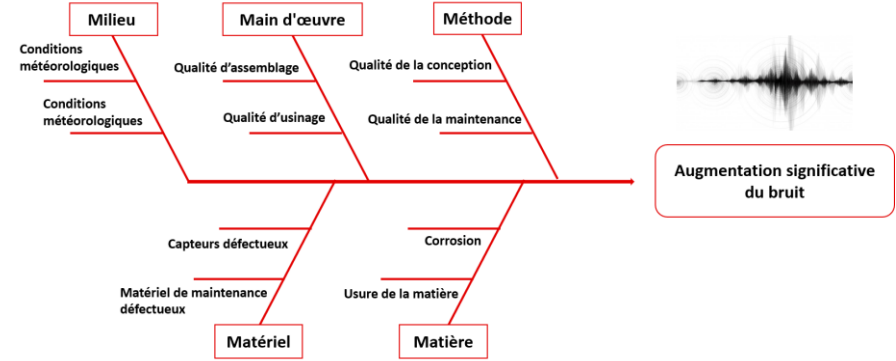 Milieu
Main d'œuvre
Méthode
Conditions
météorologiques
Qualité d'assemblage
Qualité de la conception
Conditions
météorologiques
Qualité d'usinage
Qualité de la maintenance
Augmentation significative
du bruit
Capteurs défectueux
Corrosion
Matériel de maintenance
défectueux
Usure de la matière
Matériel
Matière